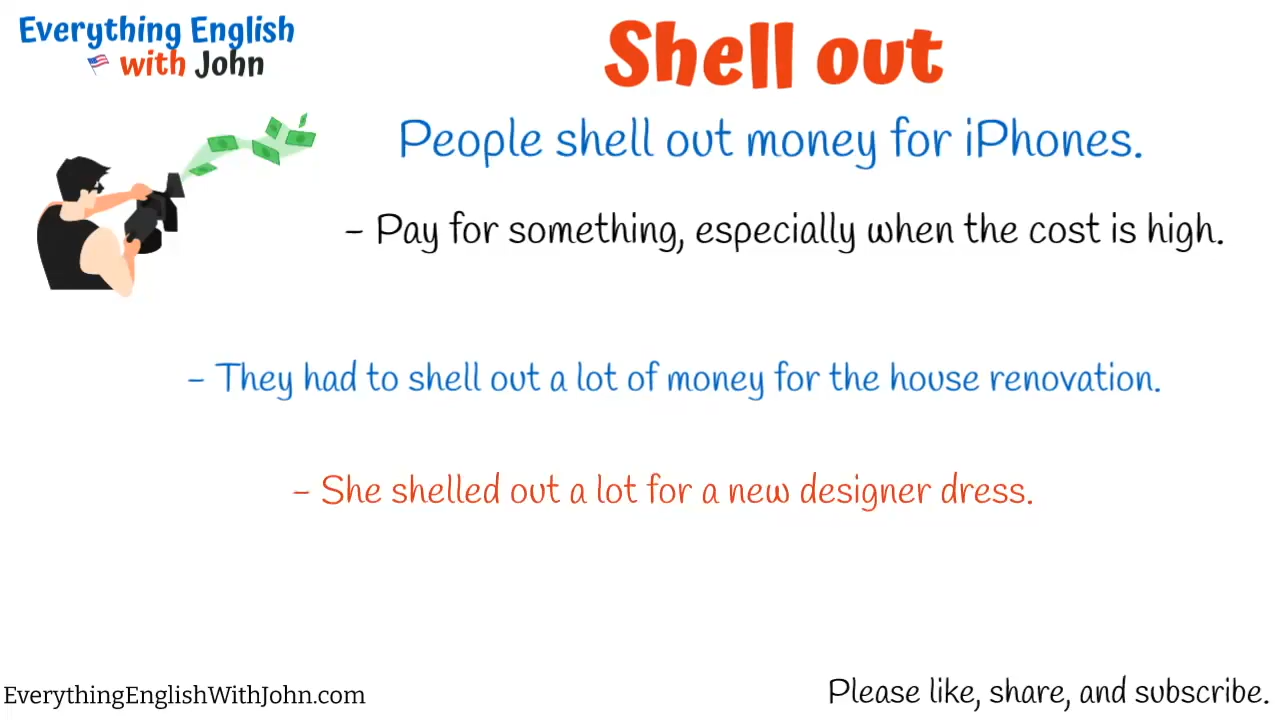 Everything English
with John
Shell out
People shell out money for iPhones.
- Pay for something, especially when the cost is high.
- They had to shell out a lot of money for the house renovation.
- She shelled out a lot for a new designer dress.
EverythingEnglishWithJohn.com
Please like, share, and subscribe.